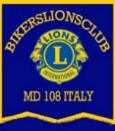 BIKERSLIONSCLUB
LIONS
L
INTERNATIONAL
MD 108 ITALY